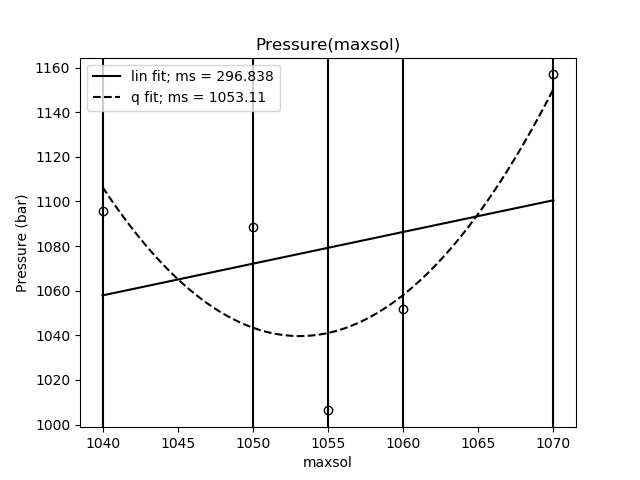 Pressure(maxsol)
lin fit; ms = 296.838
q fit; ms = 1053.11
Pressure (bar)
1160
1140
1120
1100
1080
1060
1040
1020
1000
1040 1045 1050 1055 1060 1065 1070
maxsol